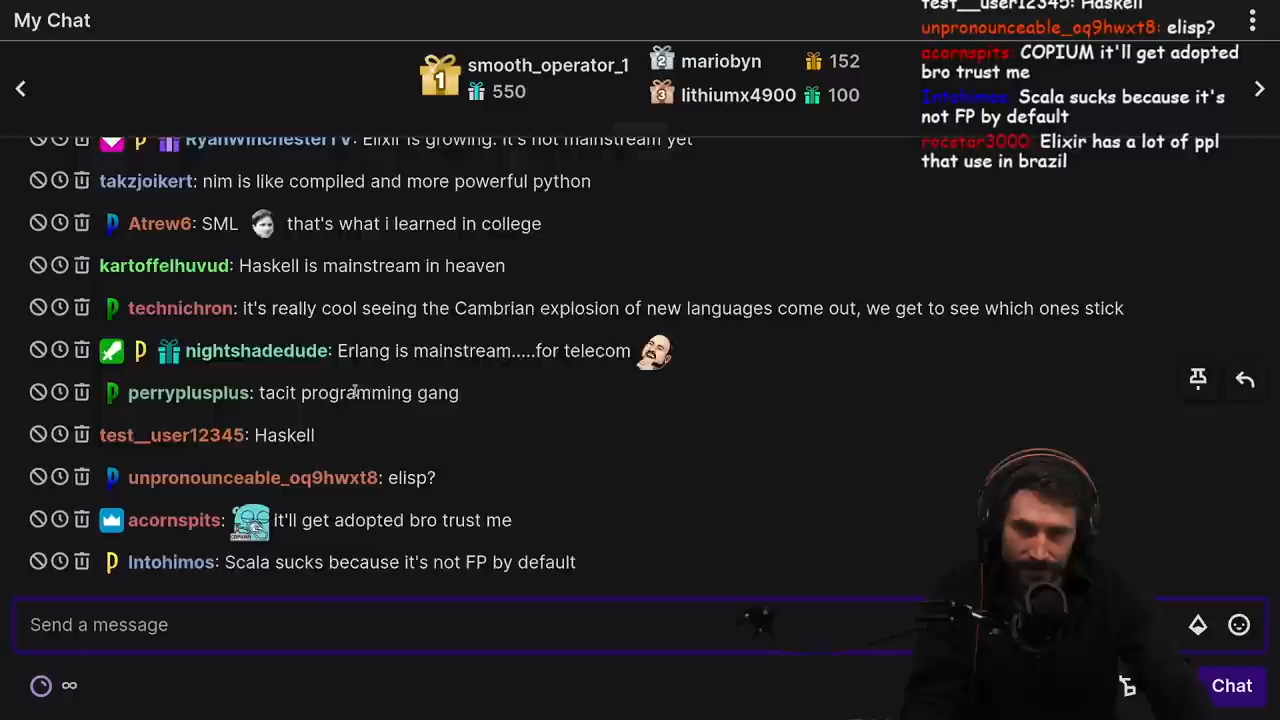 My Chat
test__user12345: Haskell
unpronounceable_oq9hwxt8: elisp?
acornspits: COPIUM it'll get adopted
bro trust me
Intohimos: Scala sucks because it's
not FP by default
rocstar3000: Elixir has a lot of ppl
that use in brazil
1 smooth_operator_1
550
2 mariobyn 152
3 lithiumx4900 100
RyanWinchesterTV: Elixir is growing. it's not mainstream yet
takzjoikert: nim is like compiled and more powerful python
Atrew6: SML that's what i learned in college
kartoffelhuvud: Haskell is mainstream in heaven
technichron: it's really cool seeing the Cambrian explosion of new languages come out, we get to see which ones stick
nightshadedude: Erlang is mainstream.....for telecom
perryplusplus: tacit programming gang
test__user12345: Haskell
unpronounceable_oq9hwxt8: elisp?
acornspits: COPIUM it'll get adopted bro trust me
Intohimos: Scala sucks because it's not FP by default
Send a message
∞
Chat